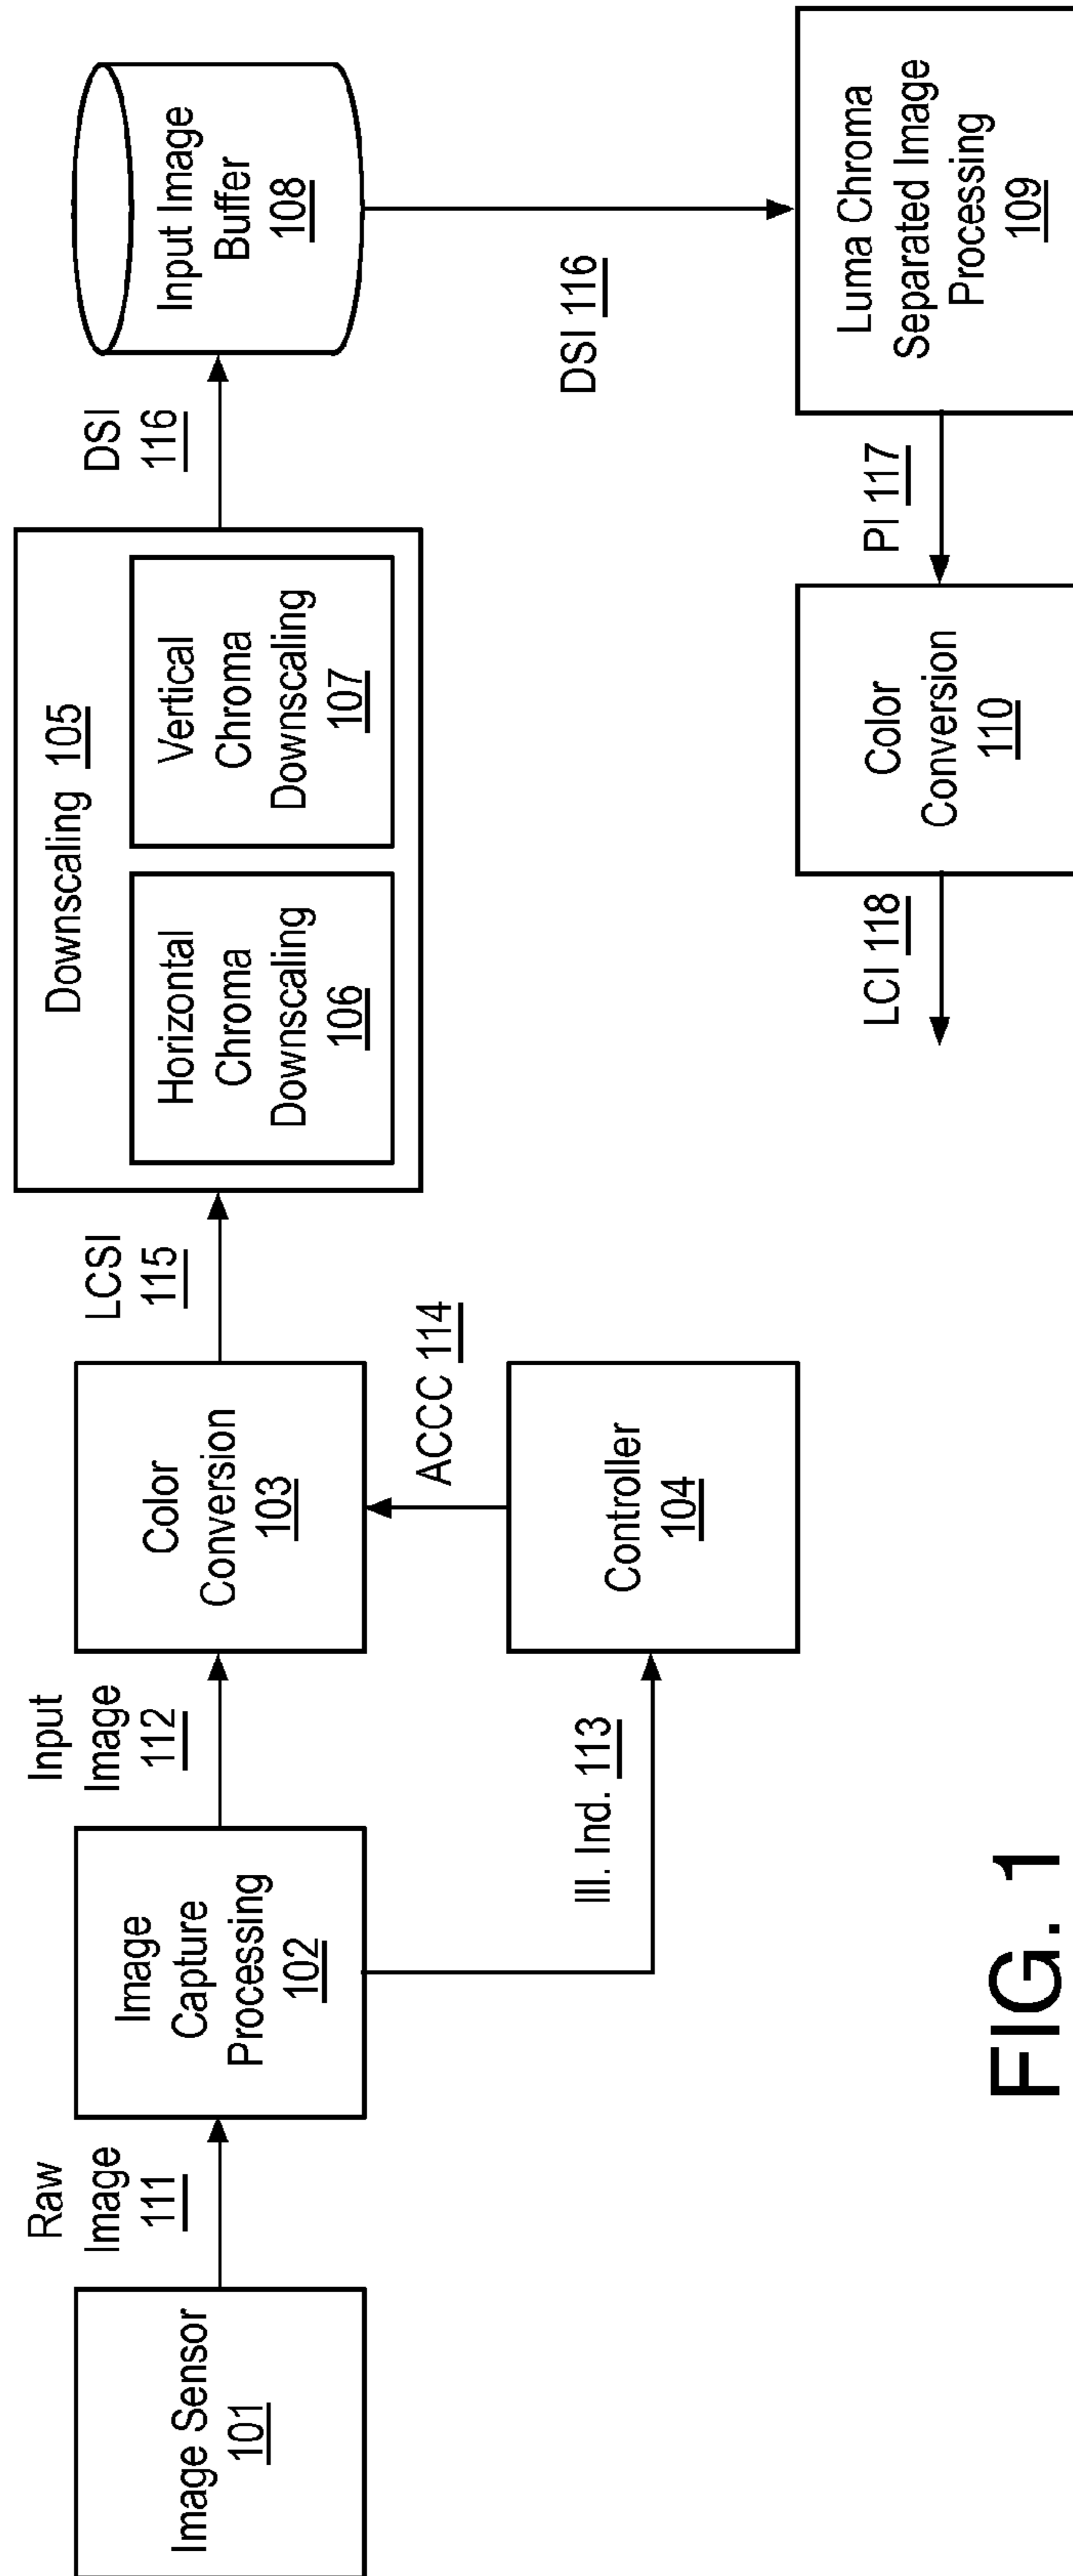 Raw
Image
111
Input
Image
112
LCSI
115
DSI
116
Image Sensor
101
Image
Capture
Processing
102
Color
Conversion
103
Downscaling 105
Horizontal
Chroma
Downscaling
106
Vertical
Chroma
Downscaling
107
Input Image
Buffer
108
Ill. Ind. 113
ACCC 114
Controller
104
DSI 116
LCI 118
Color
Conversion
110
PI 117
Luma Chroma
Separated Image
Processing
109
FIG. 1